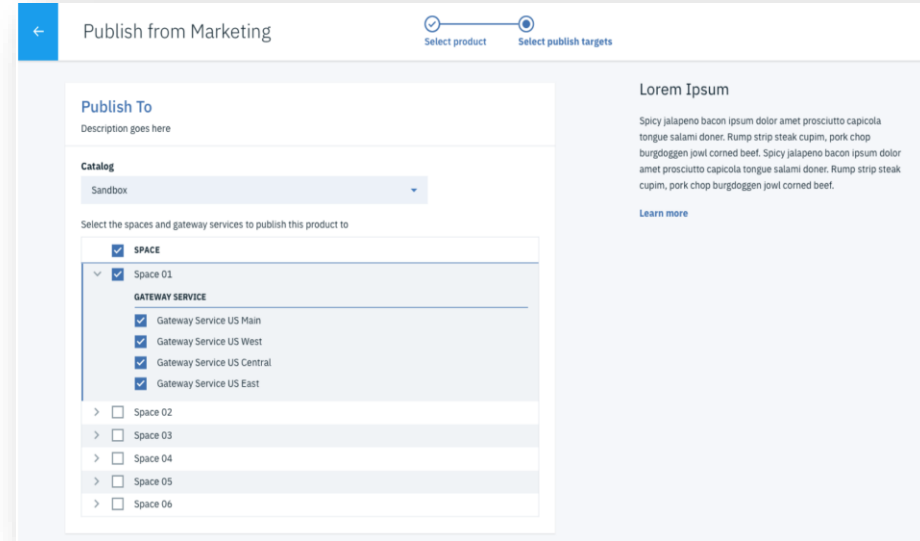 Publish from Marketing
Select product
Select publish targets
Publish To
Description goes here
Catalog
Sandbox
Select the spaces and gateway services to publish this product to
SPACE
Space 01
GATEWAY SERVICE
Gateway Service US Main
Gateway Service US West
Gateway Service US Central
Gateway Service US East
Space 02
Space 03
Space 04
Space 05
Space 06
Lorem Ipsum
Spicy jalapeno bacon ipsum dolor amet prosciutto capicola
tongue salami doner. Rump strip steak cupim, pork chop
burgdoggen jowl corned beef. Spicy jalapeno bacon ipsum dolor
amet prosciutto capicola tongue salami doner. Rump strip steak
cupim, pork chop burgdoggen jowl corned beef.
Learn more